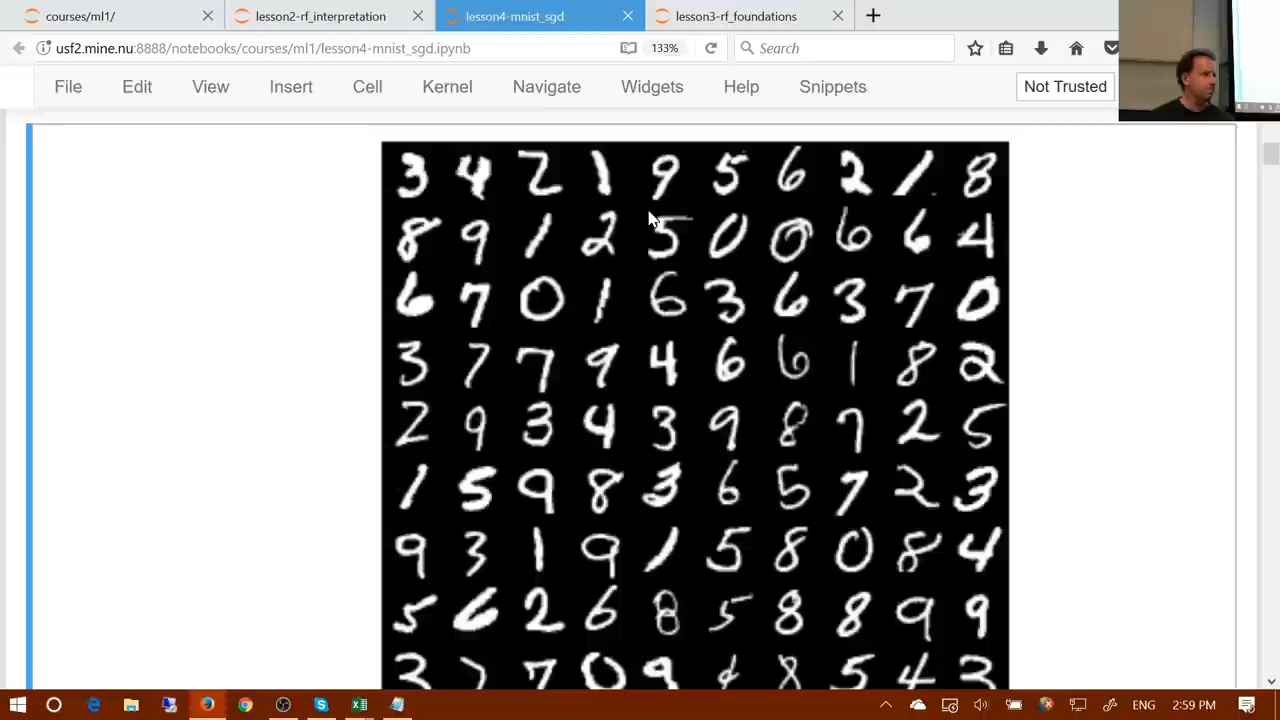 courses/ml1/
lesson2-rf_interpretation
lesson4-mnist_sgd
lesson3-rf_foundations
usf2.mine.nu:8888/notebooks/courses/ml1/lesson4-mnist_sgd.ipynb
133%
Search
File Edit View Insert Cell Kernel Navigate Widgets Help Snippets
Not Trusted
3 4 2 1 9 5 6 2 1 8
8 9 1 2 5 0 0 6 6 4
6 7 0 1 6 3 6 3 7 0
3 7 7 9 4 6 6 1 8 2
2 9 3 4 3 9 8 7 2 5
1 5 9 8 3 6 5 7 2 3
9 3 1 9 1 5 8 0 8 4
5 6 2 6 8 5 8 8 9 9
ENG
2:59 PM